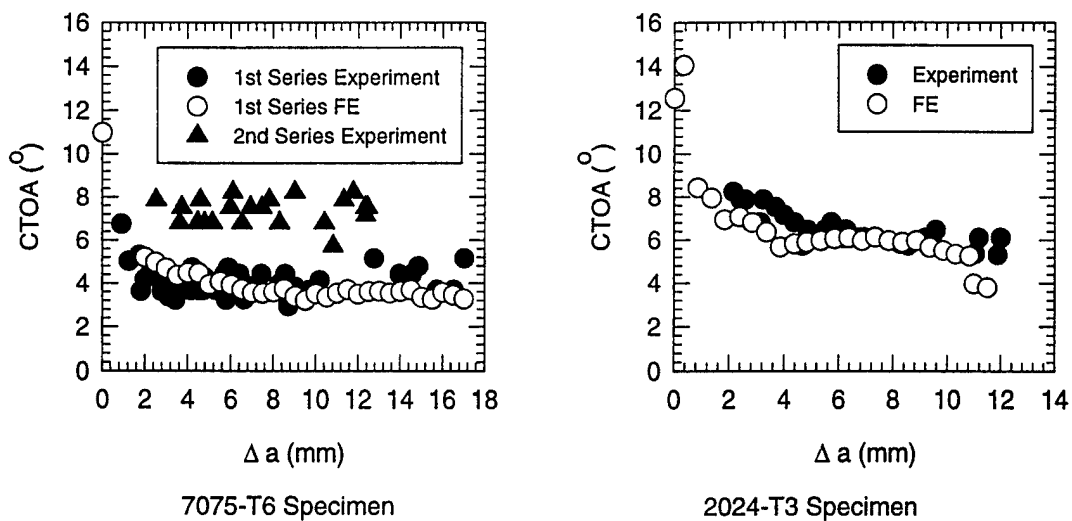 16
14
12
10
8
6
4
2
0
CTOA (°)
1st Series Experiment
1st Series FE
2nd Series Experiment
0 2 4 6 8 10 12 14 16 18
Δ a (mm)
7075-T6 Specimen
16
14
12
10
8
6
4
2
0
CTOA (°)
Experiment
FE
0 2 4 6 8 10 12 14
Δ a (mm)
2024-T3 Specimen